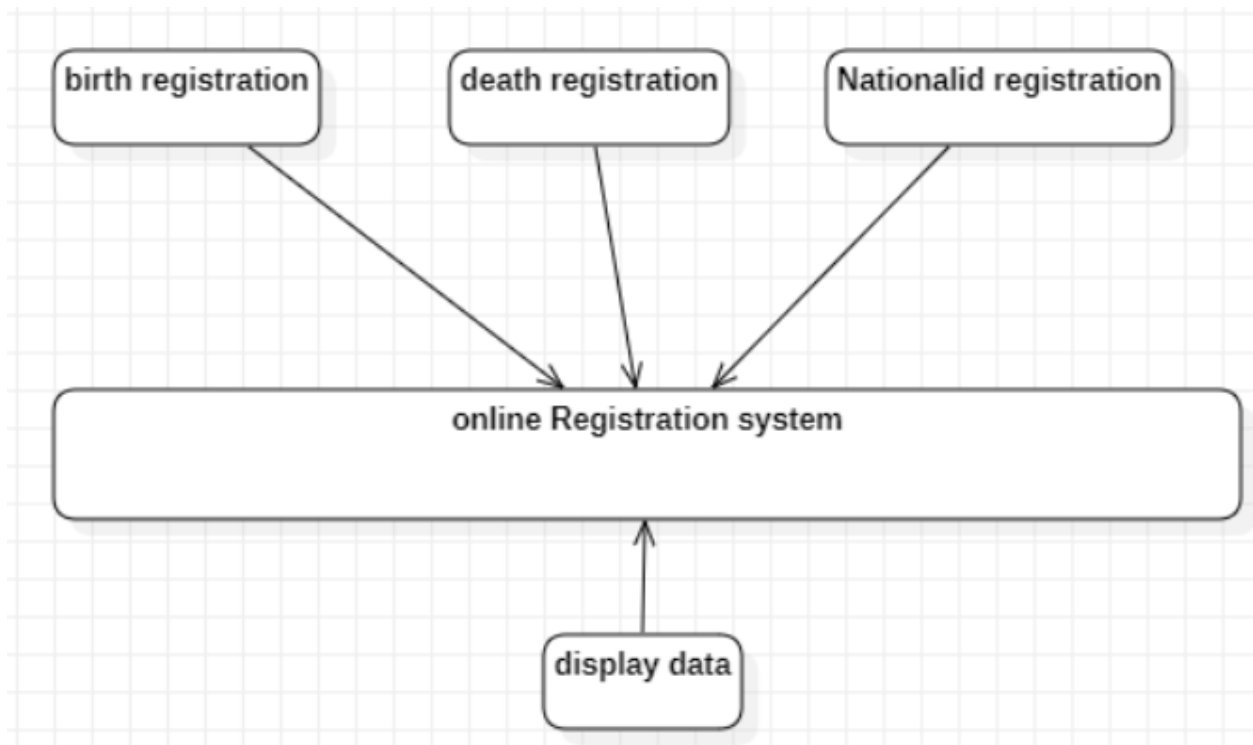 birth registration
death registration
Nationalid registration
online Registration system
display data